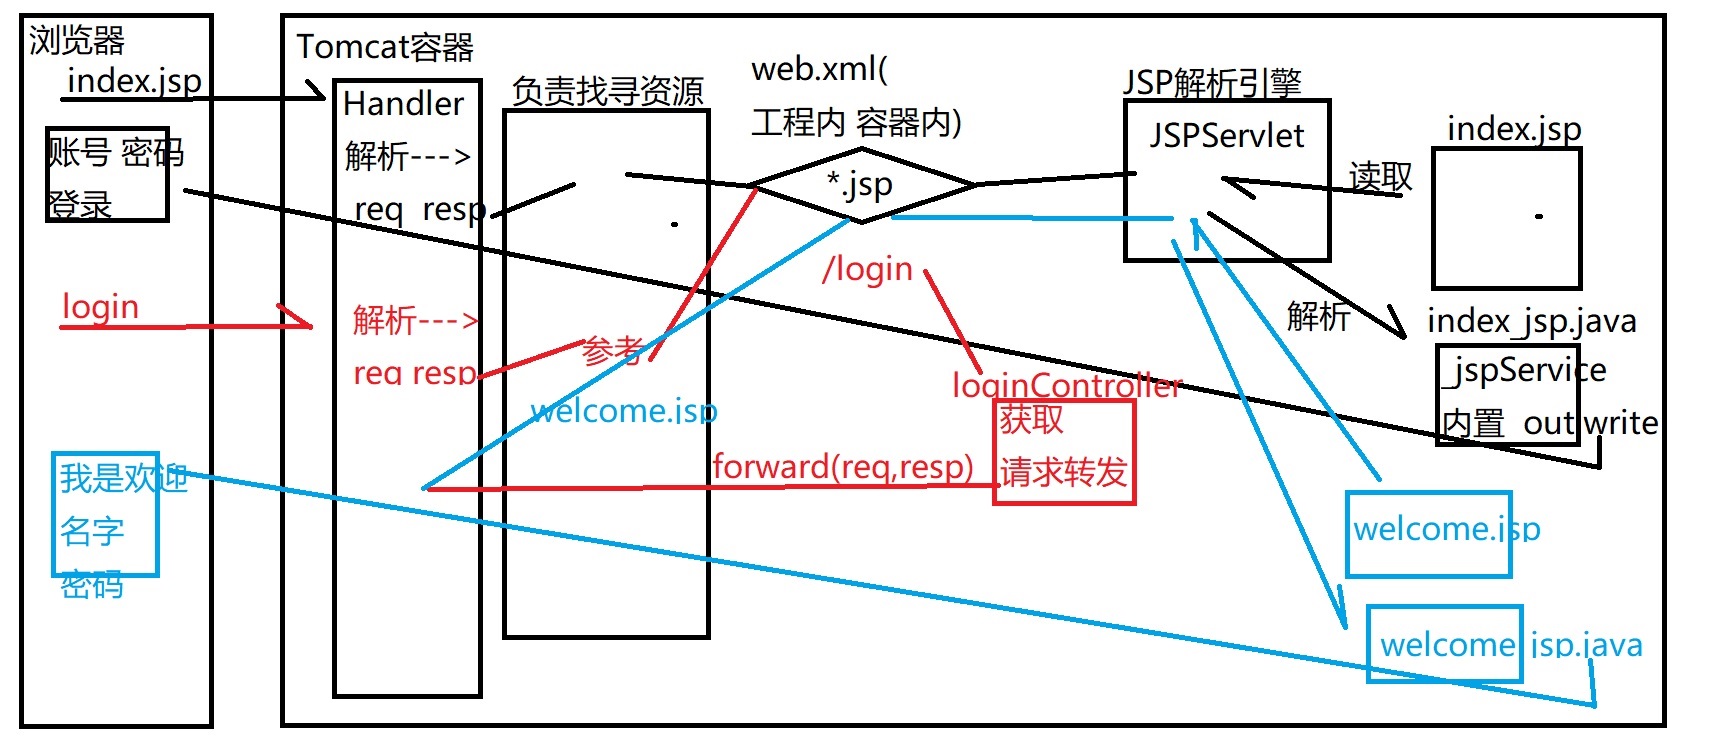 浏览器
index.jsp
账号 密码
登录
login
我是欢迎
名字
密码
Tomcat容器
Handler
解析--->
req resp
解析--->
req resp
负责找寻资源
参考
welcome.jsp
web.xml(
工程内 容器内)
*.jsp
/login
loginController
获取
请求转发
forward(req,resp)
JSP解析引擎
JSPServlet
读取
解析
index.jsp
index_jsp.java
_jspService
内置 out.write
welcome.jsp
welcome_jsp.java